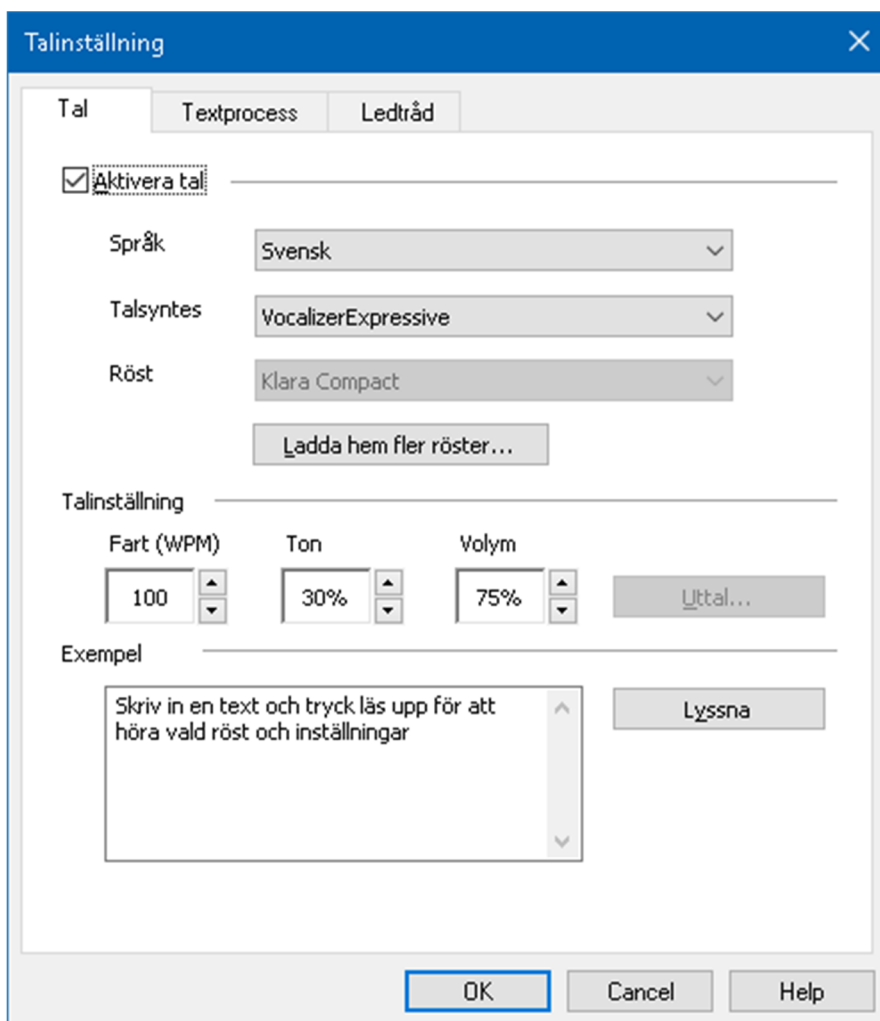 Talinställning
Tal Textprocess Ledtråd
Aktivera tal
Språk Svensk
Talsyntes VocalizerExpressive
Röst Klara Compact
Ladda hem fler röster...
Talinställning
Fart (WPM) Ton Volym
100 30% 75% Uttal...
Exempel
Skriv in en text och tryck läs upp för att Lyssna
höra vald röst och inställningar
OK Cancel Help